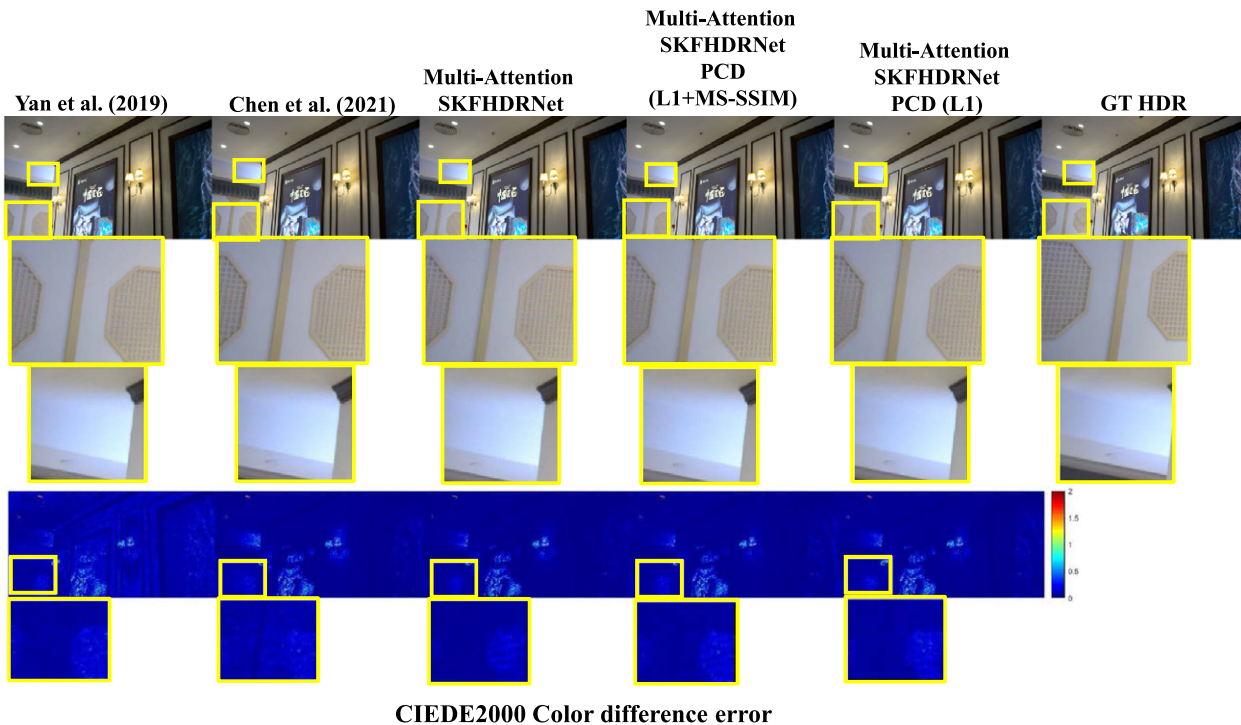 Yan et al. (2019)
Chen et al. (2021)
Multi-Attention
SKFHDRNet
Multi-Attention
SKFHDRNet
PCD
(L1+MS-SSIM)
Multi-Attention
SKFHDRNet
PCD (L1)
GT HDR
2
1.5
1
0.5
0
CIEDE2000 Color difference error